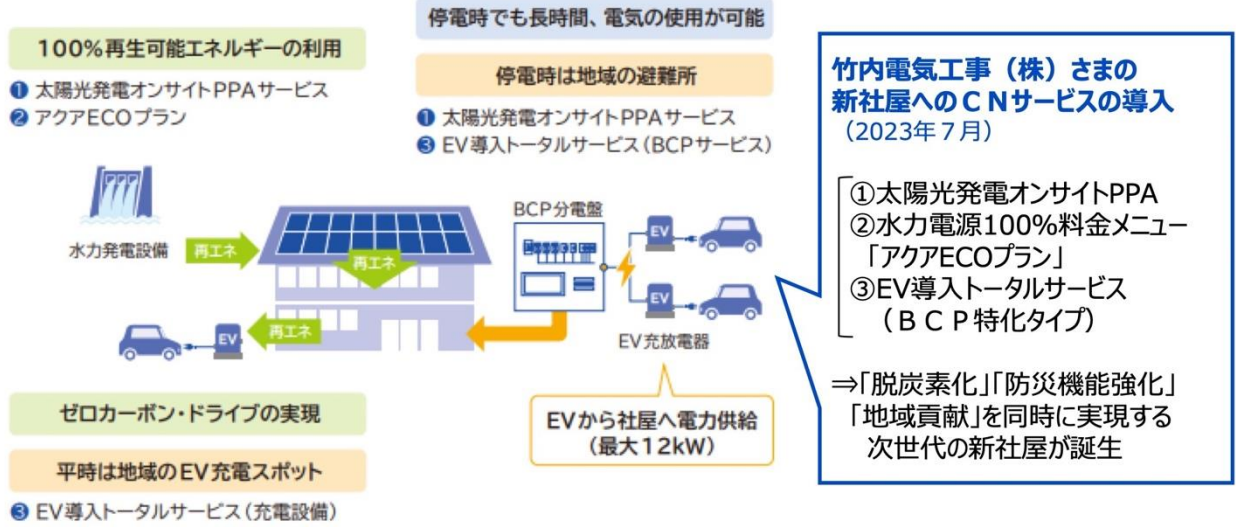 100%再生可能エネルギーの利用
❶ 太陽光発電オンサイトPPAサービス
❷ アクアECOプラン
停電時でも長時間、電気の使用が可能
停電時は地域の避難所
❶ 太陽光発電オンサイトPPAサービス
❸ EV導入トータルサービス（BCPサービス）
水力発電設備
再エネ
再エネ
再エネ
EV
BCP分電盤
EV
EV
EV充放電器
EVから社屋へ電力供給
（最大12kW）
ゼロカーボン・ドライブの実現
平時は地域のEV充電スポット
❸ EV導入トータルサービス（充電設備）
竹内電気工事（株）さまの
新社屋へのＣＮサービスの導入
（2023年７月）
①太陽光発電オンサイトPPA
②水力電源100%料金メニュー
「アクアECOプラン」
③EV導入トータルサービス
（ＢＣＰ特化タイプ）
⇒「脱炭素化」「防災機能強化」
「地域貢献」を同時に実現する
次世代の新社屋が誕生